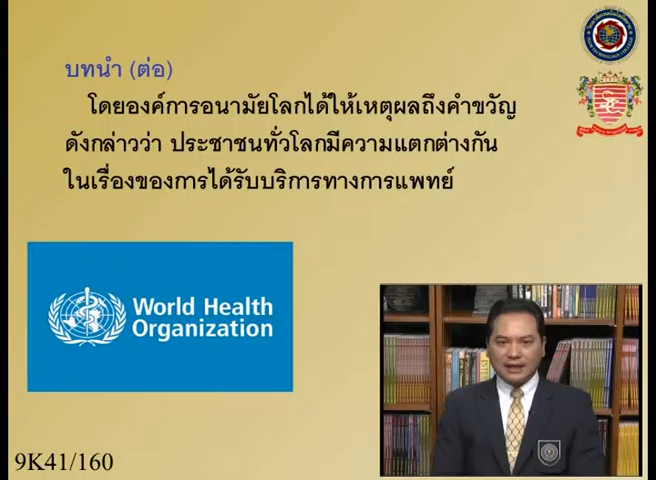 บทนำ (ต่อ)
โดยองค์การอนามัยโลกได้ให้เหตุผลถึงคำขวัญ
ดังกล่าวว่า ประชาชนทั่วโลกมีความแตกต่างกัน
ในเรื่องของการได้รับบริการทางการแพทย์
World Health
Organization
9K41/160